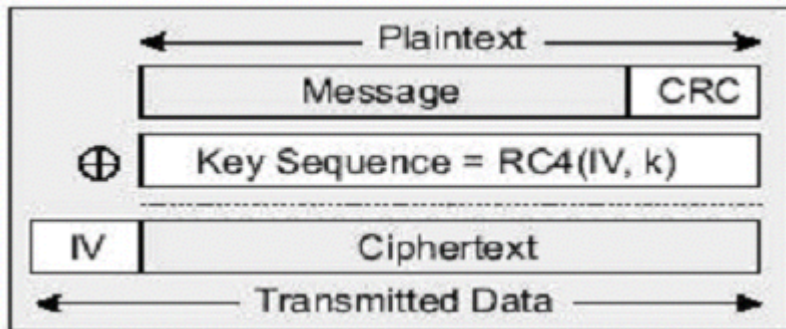 Plaintext
Message CRC
⊕ Key Sequence = RC4(IV, k)
IV Ciphertext
Transmitted Data